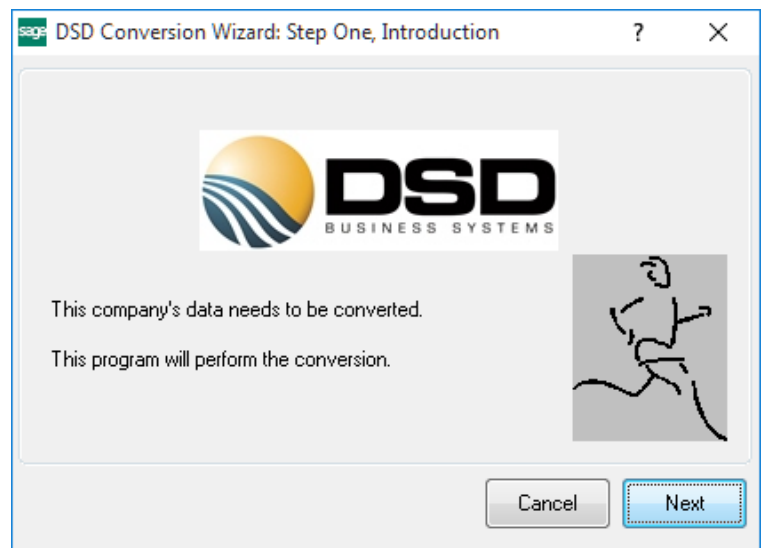 sage DSD Conversion Wizard: Step One, Introduction ?
DSD
BUSINESS SYSTEMS
This company's data needs to be converted.
This program will perform the conversion.
Cancel Next